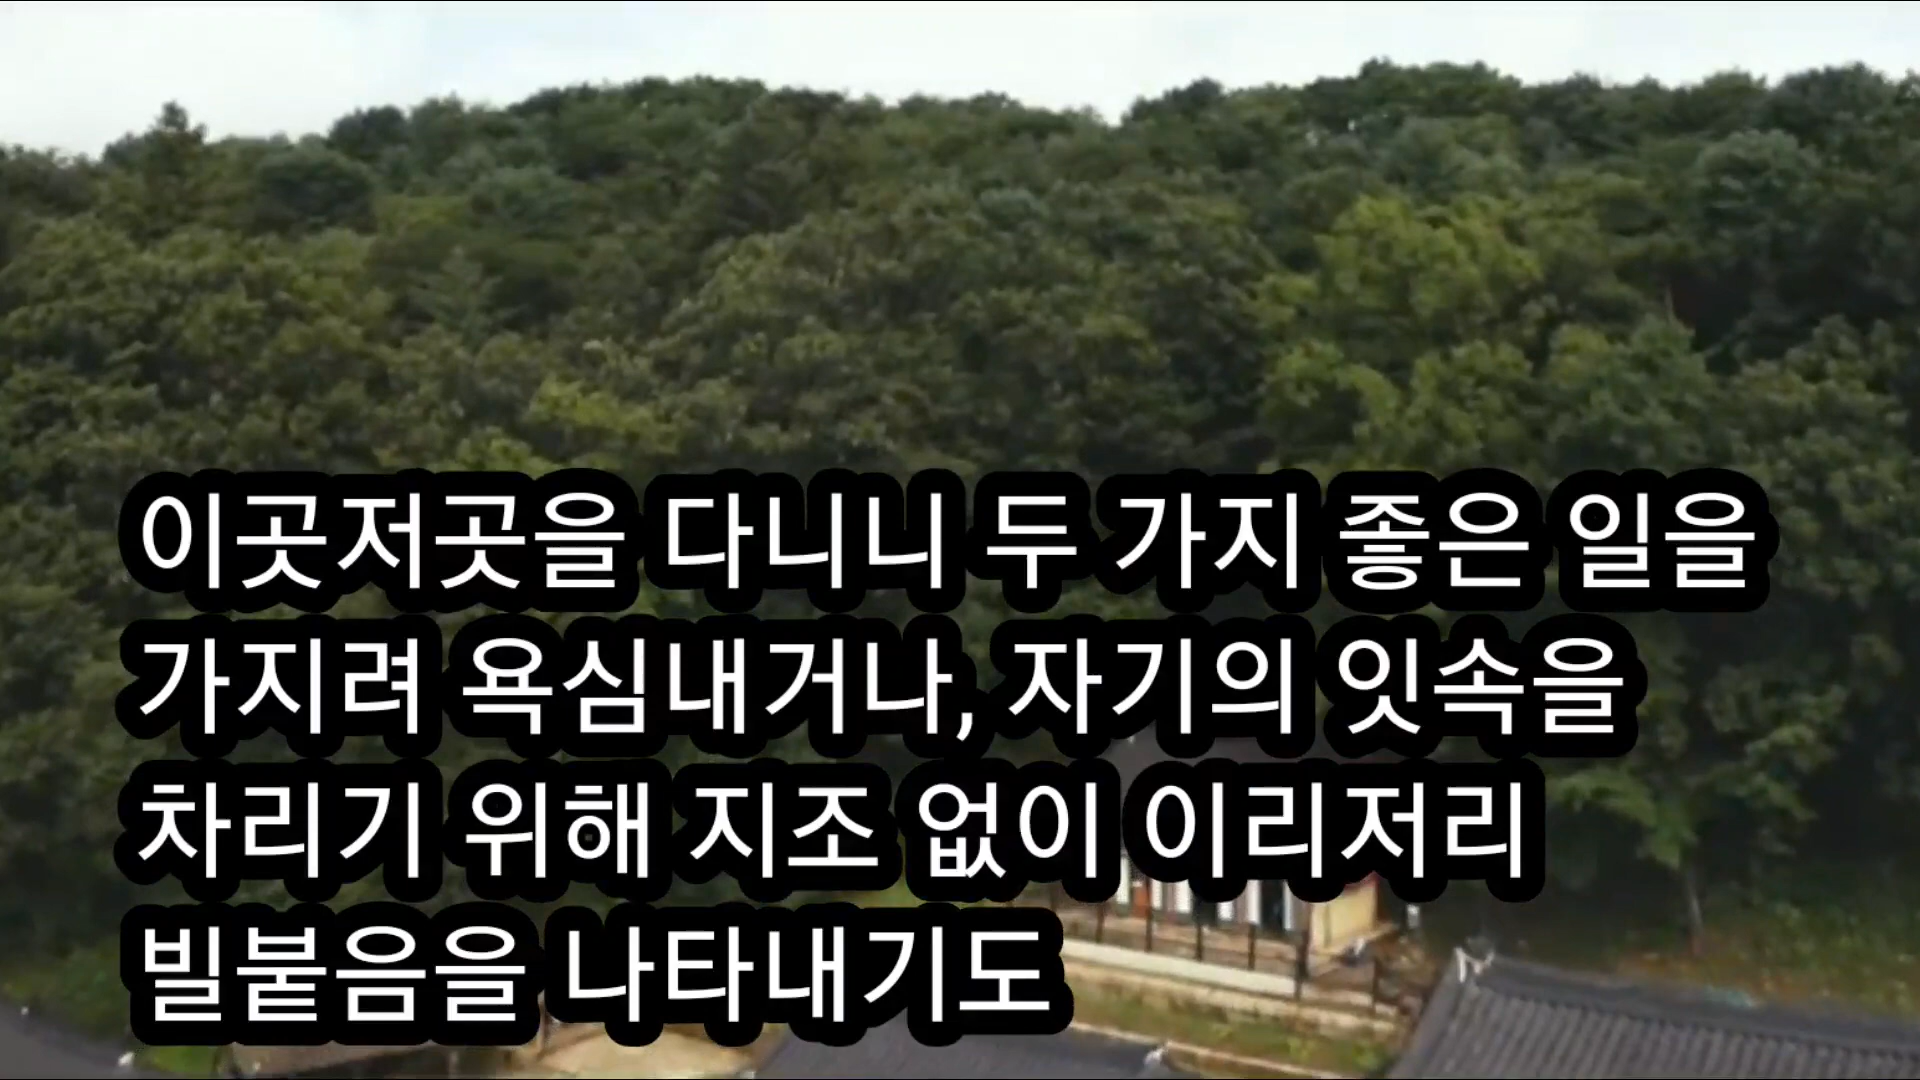 이곳저곳을 다니니 두 가지 좋은 일을
가지려 욕심내거나, 자기의 잇속을
차리기 위해 지조 없이 이리저리
빌붙음을 나타내기도